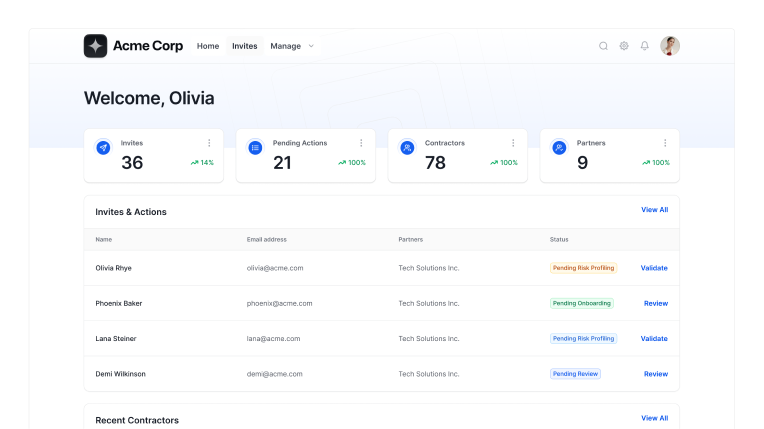 Acme Corp Home Invites Manage
Welcome, Olivia
Invites Pending Actions Contractors Partners
36 14% 21 100% 78 100% 9 100%
Invites & Actions View All
Name Email address Partners Status
Olivia Rhye olivia@acme.com Tech Solutions Inc. Pending Risk Profiling Validate
Phoenix Baker phoenix@acme.com Tech Solutions Inc. Pending Onboarding Review
Lana Steiner lana@acme.com Tech Solutions Inc. Pending Risk Profiling Validate
Demi Wilkinson demi@acme.com Tech Solutions Inc. Pending Review Review
Recent Contractors View All